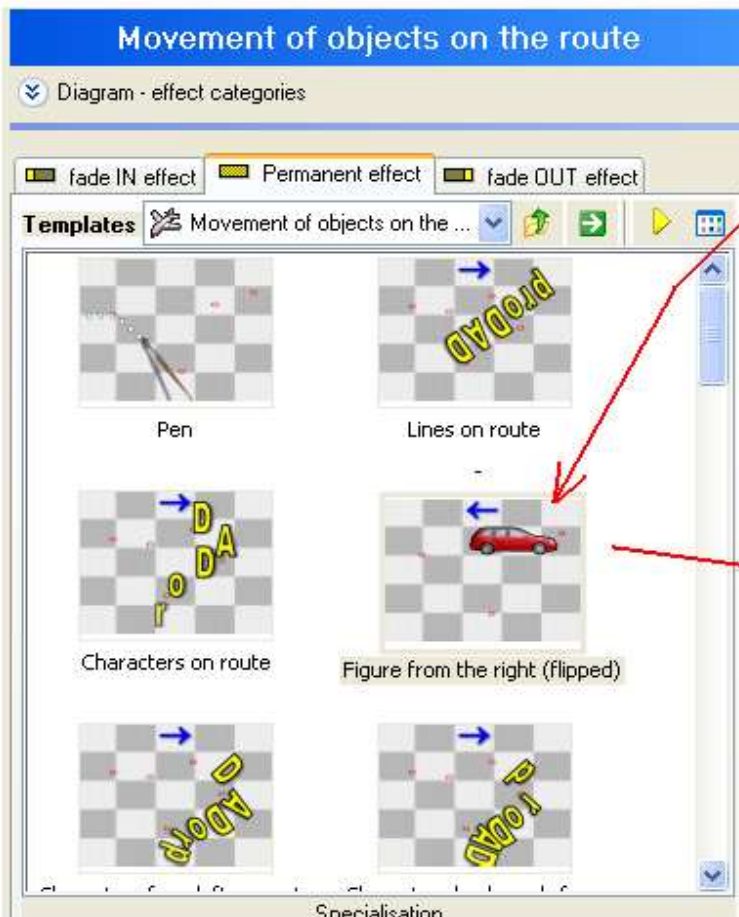 Movement of objects on the route
Diagram - effect categories
fade IN effect
Permanent effect
fade OUT effect
Templates
Movement of objects on the ...
proDAD
Pen
Lines on route
-
r o D D A
Characters on route
Figure from the right (flipped)
D A D o r p
p r o D A D
Specialisation